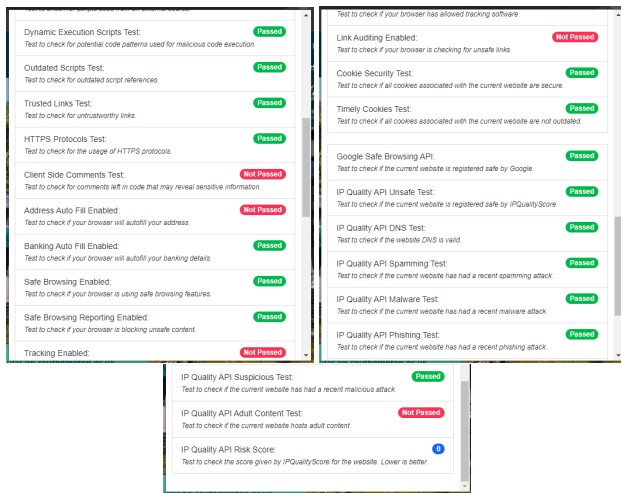 Dynamic Execution Scripts Test:
Passed
Test to check for potential code patterns used for malicious code execution.
Outdated Scripts Test:
Passed
Test to check for outdated script references.
Trusted Links Test:
Passed
Test to check for untrustworthy links.
HTTPS Protocols Test:
Passed
Test to check for the usage of HTTPS protocols.
Client Side Comments Test:
Not Passed
Test to check for comments left in code that may reveal sensitive information.
Address Auto Fill Enabled:
Not Passed
Test to check if your browser will autofill your address.
Banking Auto Fill Enabled:
Passed
Test to check if your browser will autofill your banking details.
Safe Browsing Enabled:
Passed
Test to check if your browser is using safe browsing features.
Safe Browsing Reporting Enabled:
Passed
Test to check if your browser is blocking unsafe content.
Tracking Enabled:
Not Passed
Test to check if your browser has allowed tracking software.
Link Auditing Enabled:
Not Passed
Test to check if your browser is checking for unsafe links.
Cookie Security Test:
Passed
Test to check if all cookies associated with the current website are secure.
Timely Cookies Test:
Passed
Test to check if all cookies associated with the current website are not outdated.
Google Safe Browsing API:
Passed
Test to check if the current website is registered safe by Google.
IP Quality API Unsafe Test:
Passed
Test to check if the current website is registered safe by IPQualityScore.
IP Quality API DNS Test:
Passed
Test to check if the website DNS is valid.
IP Quality API Spamming Test:
Passed
Test to check if the current website has had a recent spamming attack.
IP Quality API Malware Test:
Passed
Test to check if the current website has had a recent malware attack.
IP Quality API Phishing Test:
Passed
Test to check if the current website has had a recent phishing attack.
IP Quality API Suspicious Test:
Passed
Test to check if the current website has had a recent malicious attack.
IP Quality API Adult Content Test:
Not Passed
Test to check if the current website hosts adult content.
IP Quality API Risk Score:
0
Test to check the score given by IPQualityScore for the website. Lower is better.